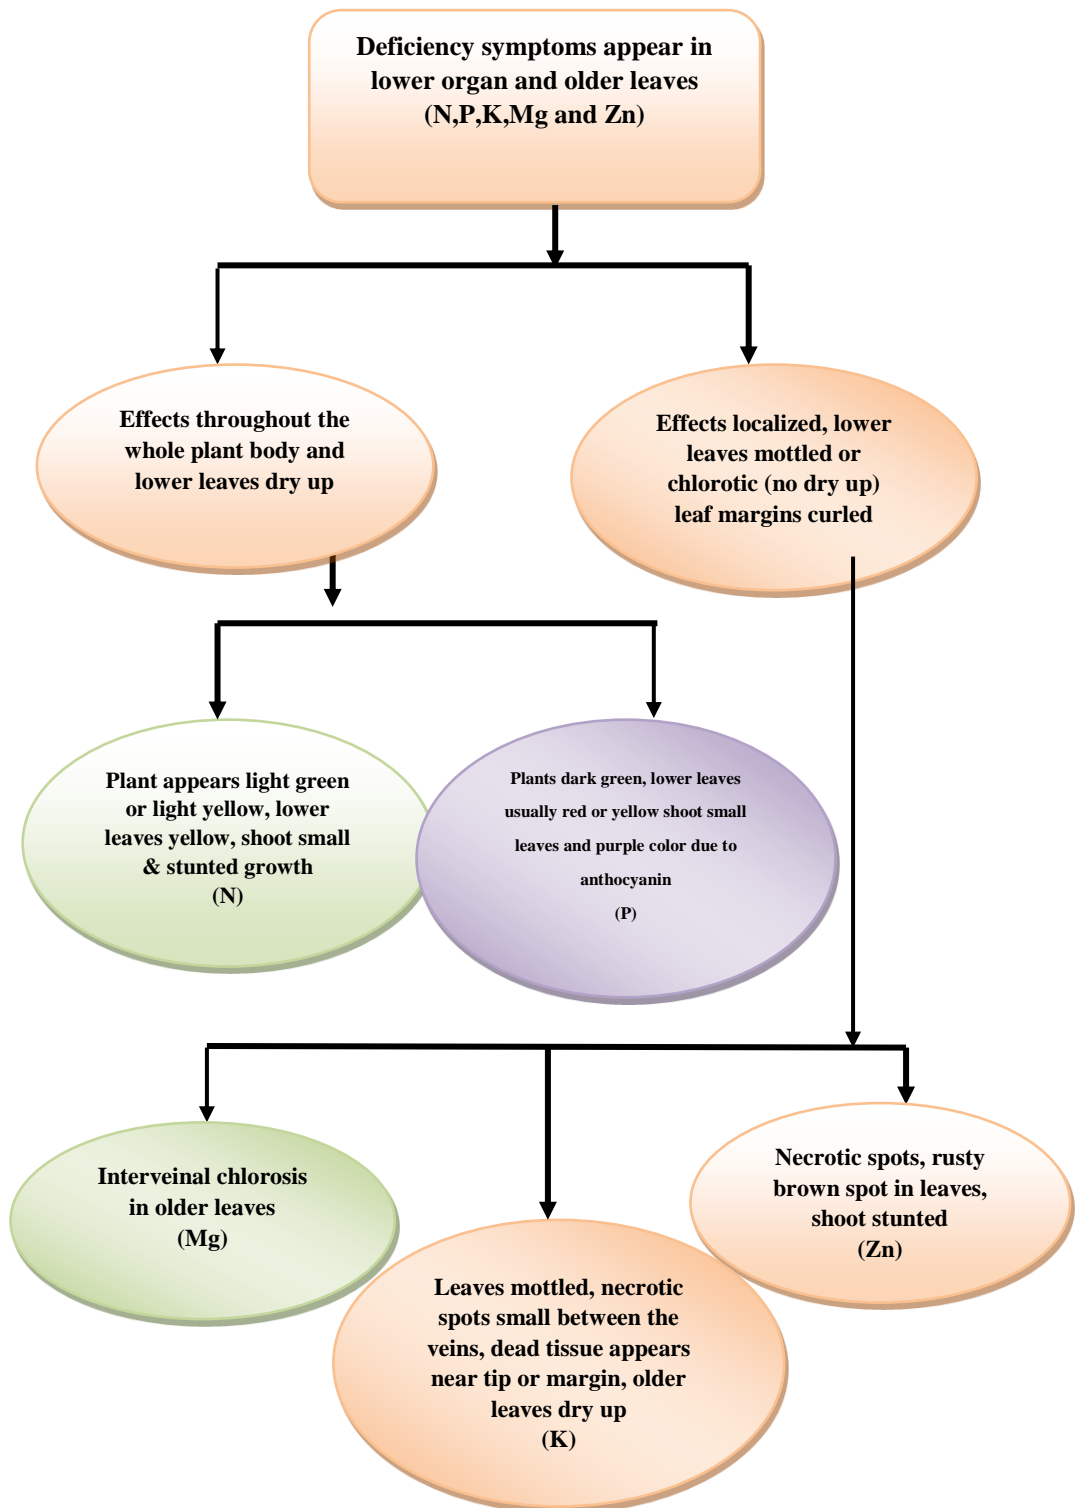 Deficiency symptoms appear in
lower organ and older leaves
(N,P,K,Mg and Zn)
Effects throughout the
whole plant body and
lower leaves dry up
Effects localized, lower
leaves mottled or
chlorotic (no dry up)
leaf margins curled
Plant appears light green
or light yellow, lower
leaves yellow, shoot small
& stunted growth
(N)
Plants dark green, lower leaves
usually red or yellow shoot small
leaves and purple color due to
anthocyanin
(P)
Interveinal chlorosis
in older leaves
(Mg)
Leaves mottled, necrotic
spots small between the
veins, dead tissue appears
near tip or margin, older
leaves dry up
(K)
Necrotic spots, rusty
brown spot in leaves,
shoot stunted
(Zn)